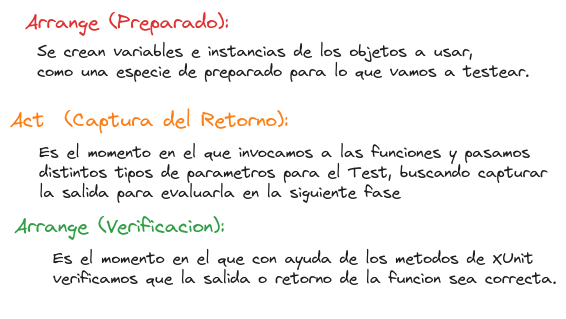 Arrange (Preparado):
Se crean variables e instancias de los objetos a usar,
como una especie de preparado para lo que vamos a testear.
Act (Captura del Retorno):
Es el momento en el que invocamos a las funciones y pasamos
distintos tipos de parametros para el Test, buscando capturar
la salida para evaluarla en la siguiente fase
Arrange (Verificacion):
Es el momento en el que con ayuda de los metodos de XUnit
verificamos que la salida o retorno de la funcion sea correcta.